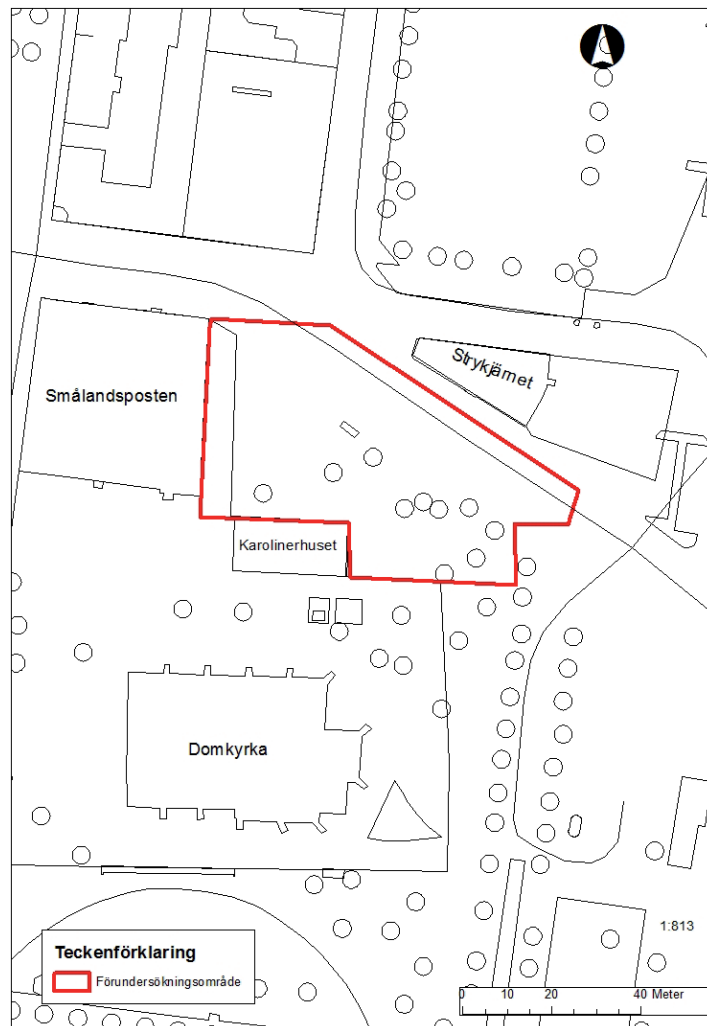 Strykjärnet
Smålandsposten
Karolinerhuset
Domkyrka
1:813
Teckenförklaring
Förundersökningsområde
0 10 20 40 Meter